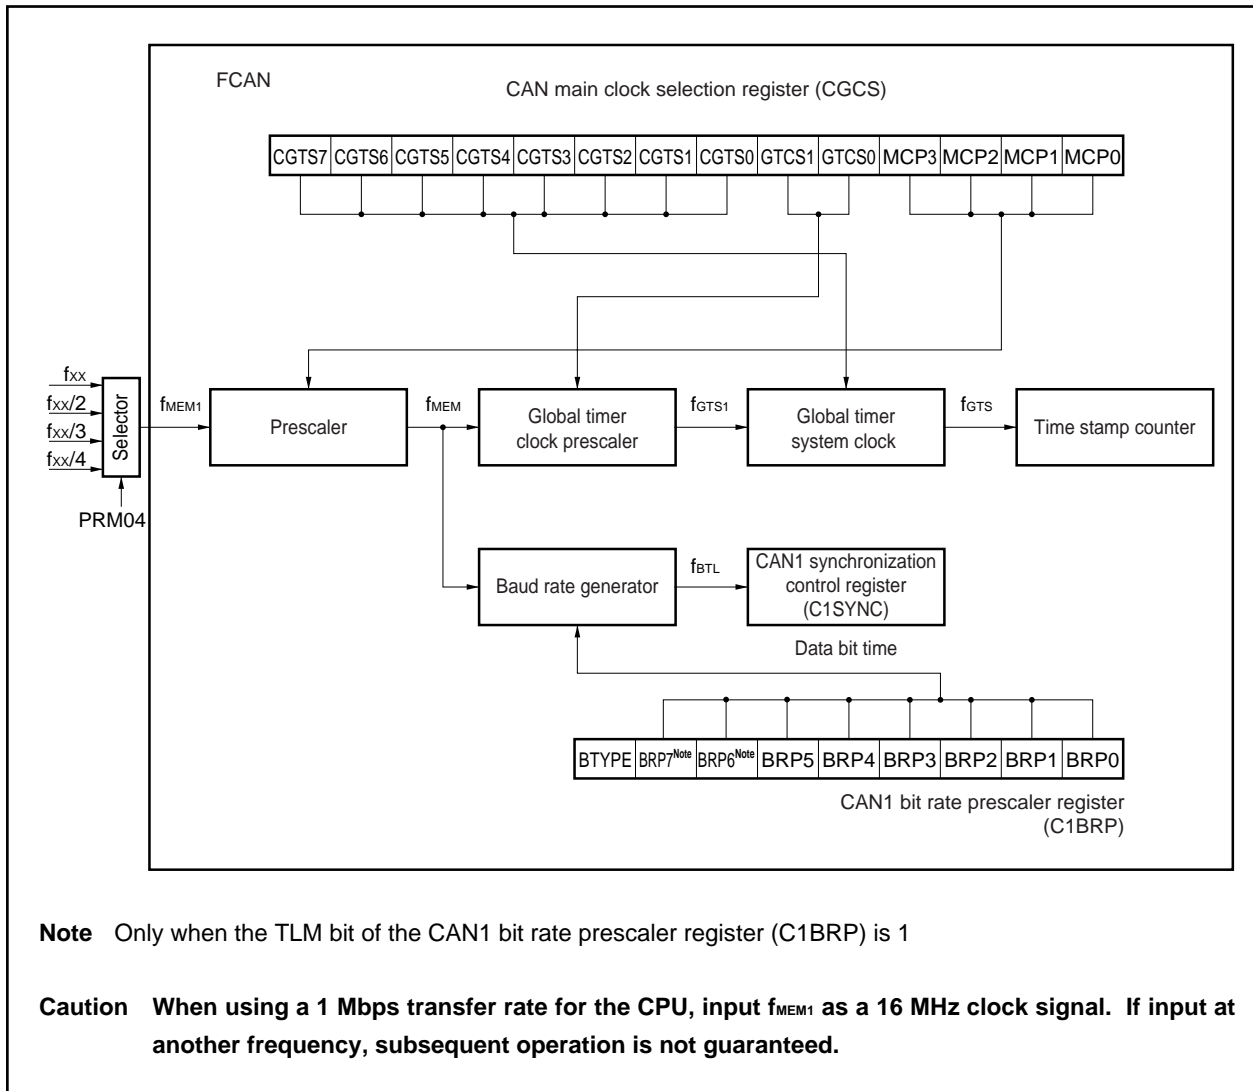 FCAN
CAN main clock selection register (CGCS)
CGTS7 CGTS6 CGTS5 CGTS4 CGTS3 CGTS2 CGTS1 CGTS0 GTCS1 GTCS0 MCP3 MCP2 MCP1 MCP0
fXX
fXX/2
fXX/3
fXX/4
Selector
PRM04
fMEM1
Prescaler
fMEM
Global timer
clock prescaler
fGTS1
Global timer
system clock
fGTS
Time stamp counter
Baud rate generator
fBTL
CAN1 synchronization
control register
(C1SYNC)
Data bit time
BTYPE BRP7Note BRP6Note BRP5 BRP4 BRP3 BRP2 BRP1 BRP0
CAN1 bit rate prescaler register
(C1BRP)
Note Only when the TLM bit of the CAN1 bit rate prescaler register (C1BRP) is 1
Caution When using a 1 Mbps transfer rate for the CPU, input fMEM1 as a 16 MHz clock signal. If input at
another frequency, subsequent operation is not guaranteed.